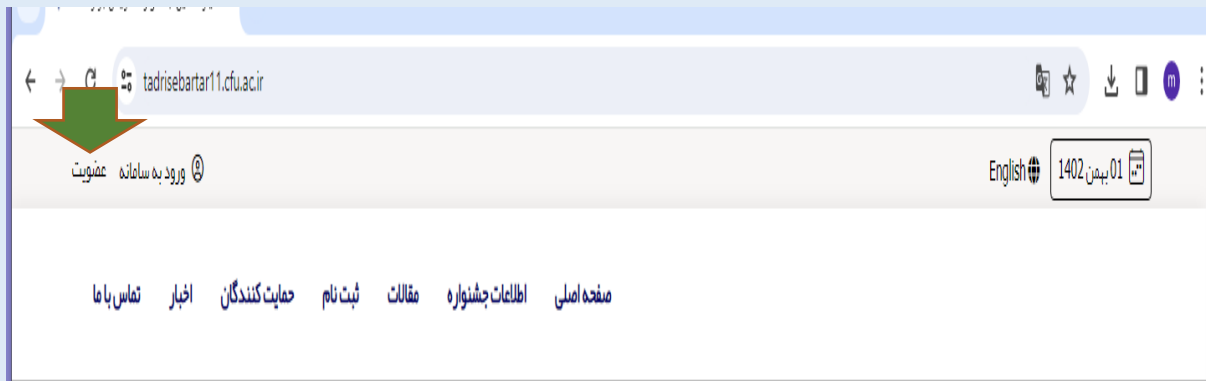 tadrisebartar11.cfu.ac.ir
m
01 بهمن 1402 English
ورود به سامانه عضویت
صفحه اصلی اطلاعات جشنواره مقالات ثبت نام حمایت کنندگان اخبار تماس با ما